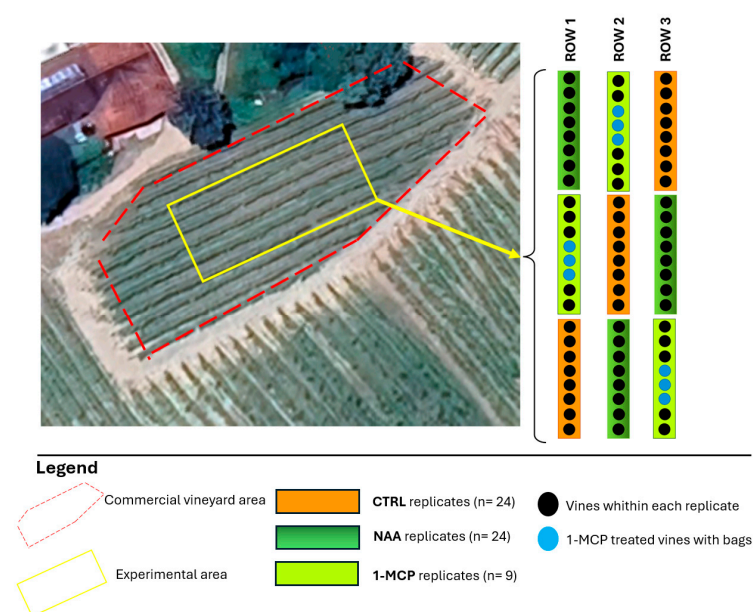 ROW 1
ROW 2
ROW 3
Legend
Commercial vineyard area
Experimental area
CTRL replicates (n= 24)
NAA replicates (n= 24)
1-MCP replicates (n= 9)
Vines whithin each replicate
1-MCP treated vines with bags